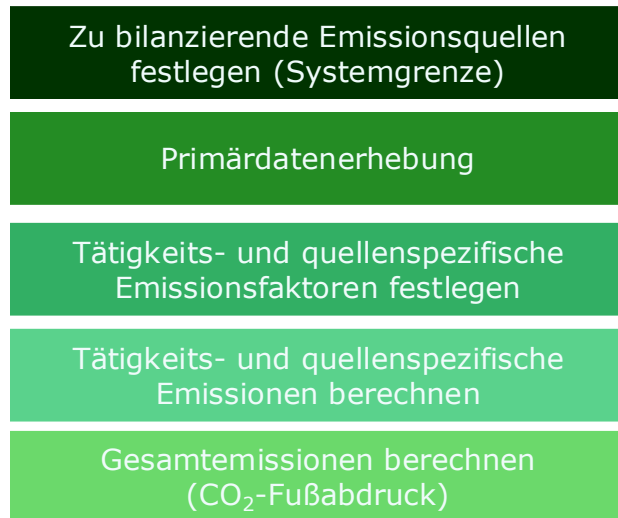 Zu bilanzierende Emissionsquellen
festlegen (Systemgrenze)
Primärdatenerhebung
Tätigkeits- und quellenspezifische
Emissionsfaktoren festlegen
Tätigkeits- und quellenspezifische
Emissionen berechnen
Gesamtemissionen berechnen
(CO₂-Fußabdruck)